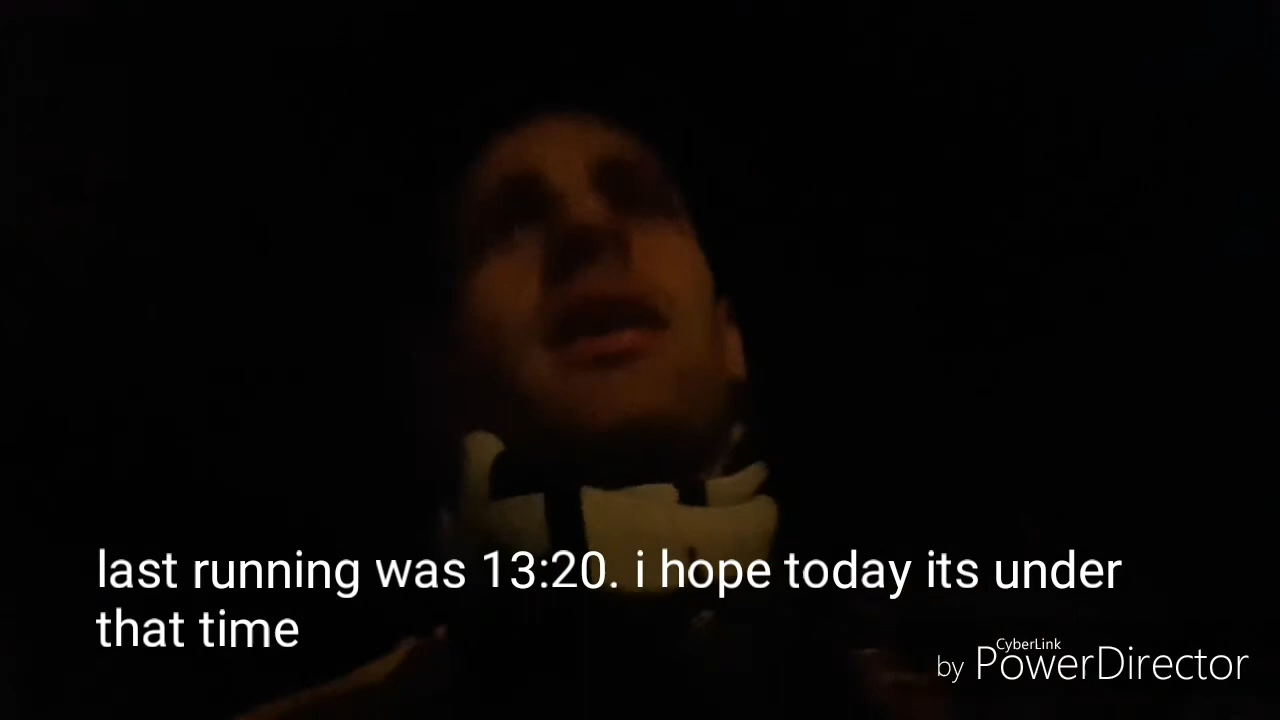 last running was 13:20. i hope today its under
that time
CyberLink
by PowerDirector